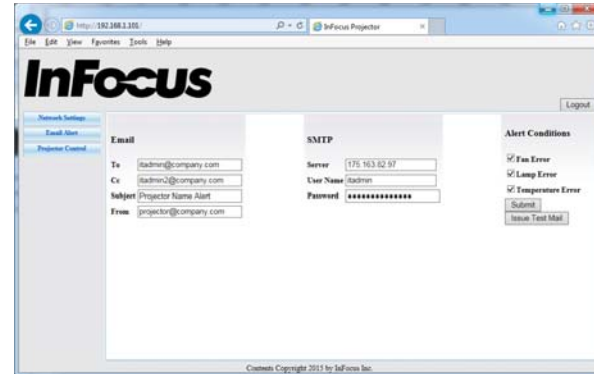 http://192.168.1.101/
InFocus Projector
File Edit View Favorites Tools Help
InFocus
Logout
Network Settings
Email Alert
Projector Control
Email
To itadmin@company.com
Cc itadmin2@company.com
Subject Projector Name Alert
From projector@company.com
SMTP
Server 175.163.62.97
User Name itadmin
Password
Alert Conditions
Fan Error
Lamp Error
Temperature Error
Submit
Issue Test Mail
Contents Copyright 2015 by InFocus Inc.